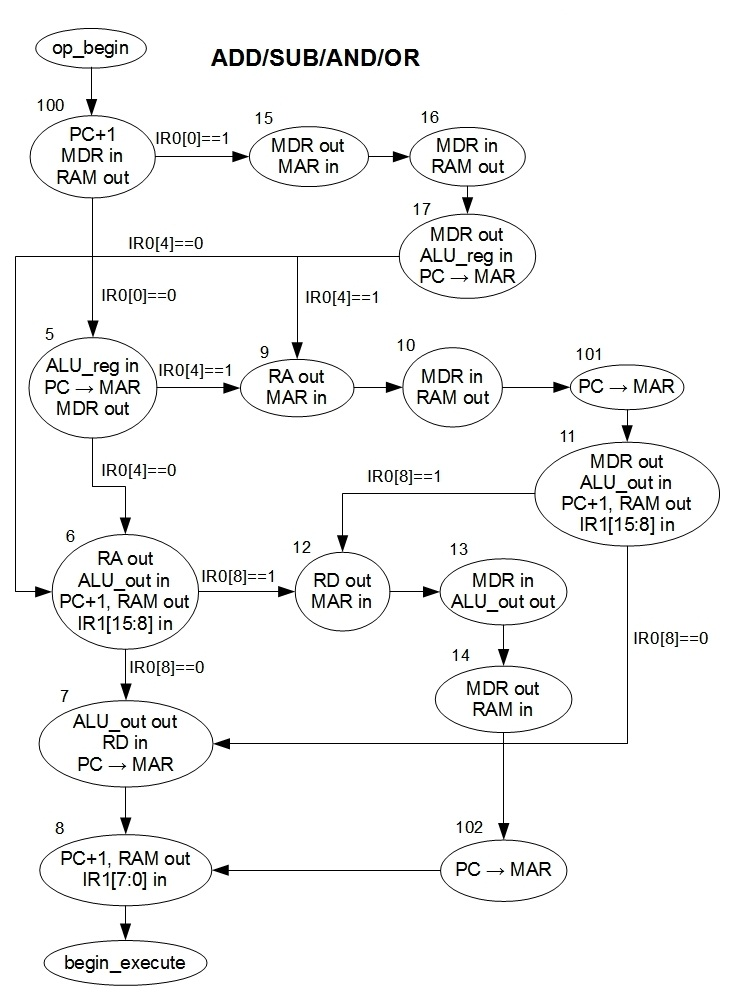 op_begin
ADD/SUB/AND/OR
100
PC+1
MDR in
RAM out
IR0[0]==1
15
MDR out
MAR in
16
MDR in
RAM out
17
MDR out
ALU_reg in
PC → MAR
IR0[4]==0
IR0[0]==0
IR0[4]==1
5
ALU_reg in
PC → MAR
MDR out
IR0[4]==1
9
RA out
MAR in
10
MDR in
RAM out
101
PC → MAR
11
MDR out
ALU_out in
PC+1, RAM out
IR1[15:8] in
IR0[4]==0
IR0[8]==1
6
RA out
ALU_out in
PC+1, RAM out
IR1[15:8] in
IR0[8]==1
12
RD out
MAR in
13
MDR in
ALU_out out
IR0[8]==0
IR0[8]==0
14
MDR out
RAM in
7
ALU_out out
RD in
PC → MAR
8
PC+1, RAM out
IR1[7:0] in
102
PC → MAR
begin_execute